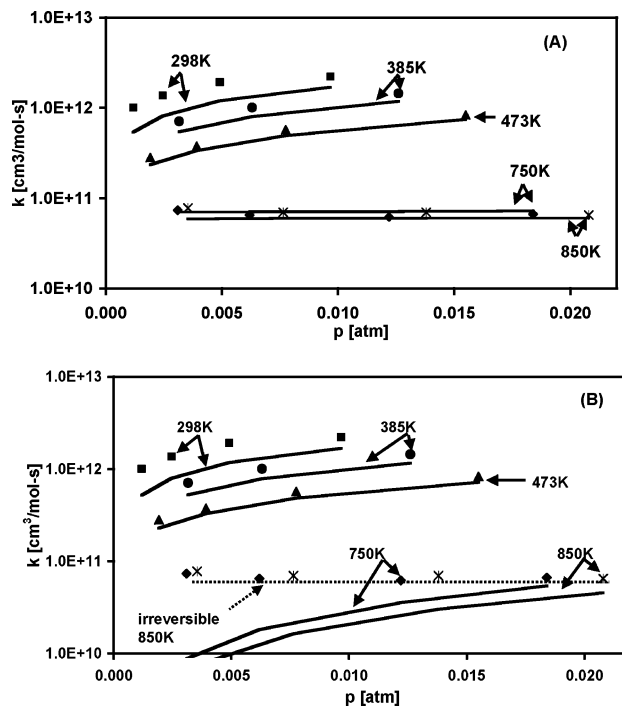 1.0E+13
(A)
298K
385K
1.0E+12
473K
k [cm3/mol-s]
750K
1.0E+11
850K
1.0E+10
0.000
0.005
0.010
0.015
0.020
p [atm]
1.0E+13
(B)
298K
385K
1.0E+12
473K
k [cm³/mol-s]
1.0E+11
750K
850K
irreversible
850K
1.0E+10
0.000
0.005
0.010
0.015
0.020
p [atm]